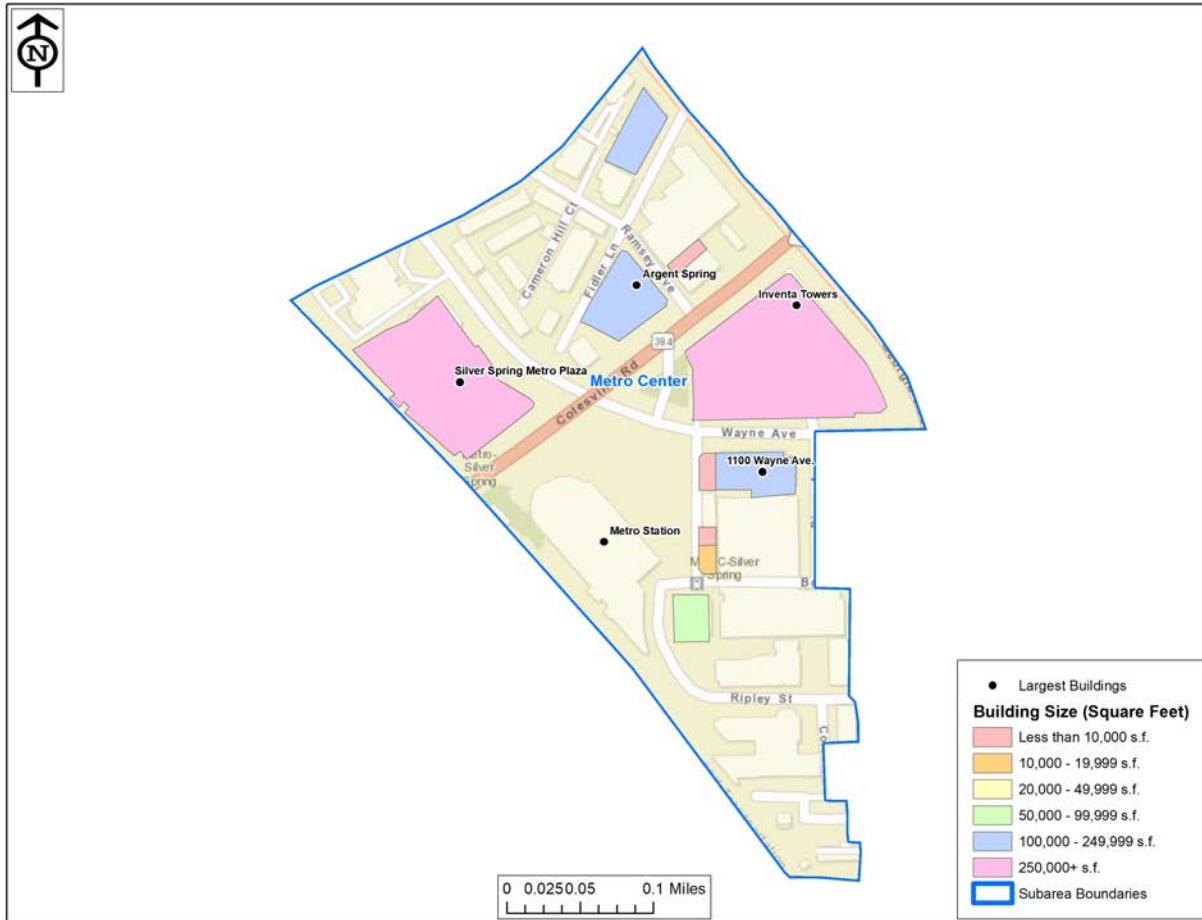 N
Cameron Hill Ct
Fidler Ln
Ramsey Ave
Argent Spring
Inventa Towers
384
Silver Spring Metro Plaza
Metro Center
Colesville Rd
Wayne Ave
Silver
Spring
1100 Wayne Ave.
Metro Station
C-Silver
Spring
Ripley St
Largest Buildings
Building Size (Square Feet)
Less than 10,000 s.f.
10,000 - 19,999 s.f.
20,000 - 49,999 s.f.
50,000 - 99,999 s.f.
100,000 - 249,999 s.f.
250,000+ s.f.
Subarea Boundaries
0 0.025 0.05 0.1 Miles